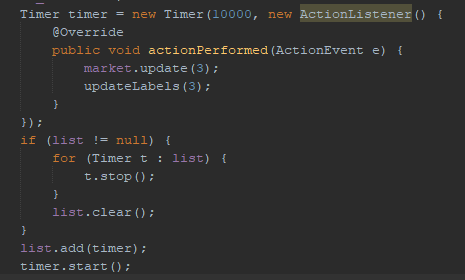 Timer timer = new Timer(10000, new ActionListener() {
    @Override
    public void actionPerformed(ActionEvent e) {
        market.update(3);
        updateLabels(3);
    }
});
if (list != null) {
    for (Timer t : list) {
        t.stop();
    }
    list.clear();
}
list.add(timer);
timer.start();